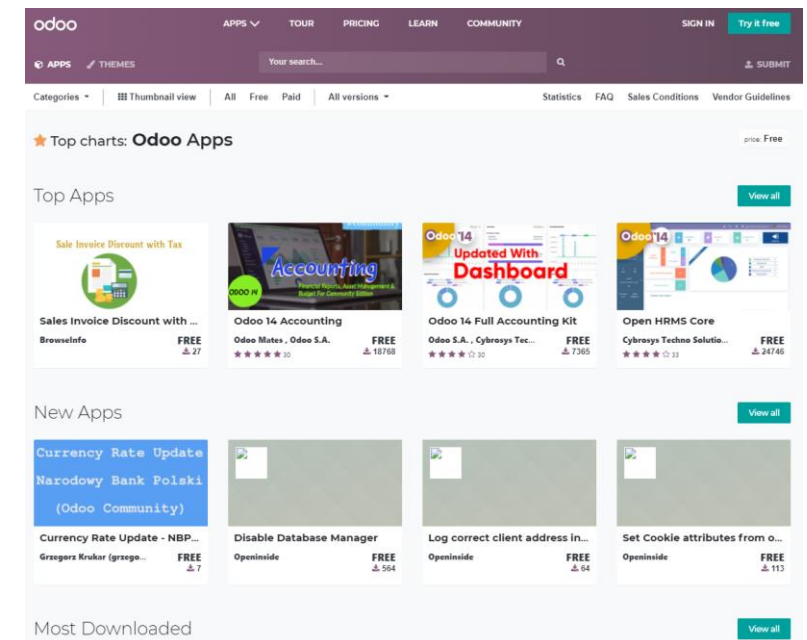 odoo
APPS TOUR PRICING LEARN COMMUNITY SIGN IN Try it free
APPS THEMES Your search... SUBMIT
Categories Thumbnail view All Free Paid All versions Statistics FAQ Sales Conditions Vendor Guidelines
Top charts: Odoo Apps price: Free
Top Apps View all
Sale Invoice Discount with Tax
Accounting
Financial Reports, Asset Management &
Budget For Community Edition
ODOO 14
Odoo 14
Updated With
Dashboard
Odoo 14
Sales Invoice Discount with ...
BrowseInfo FREE
27
Odoo 14 Accounting
Odoo Mates , Odoo S.A. FREE
30 18768
Odoo 14 Full Accounting Kit
Odoo S.A. , Cybrosys Tec... FREE
30 7365
Open HRMS Core
Cybrosys Techno Solutio... FREE
33 24746
New Apps View all
Currency Rate Update
Narodowy Bank Polski
(Odoo Community)
Currency Rate Update - NBP...
Grzegorz Krukar (grzego... FREE
7
Disable Database Manager
Openinside FREE
564
Log correct client address in...
Openinside FREE
64
Set Cookie attributes from o...
Openinside FREE
113
Most Downloaded View all